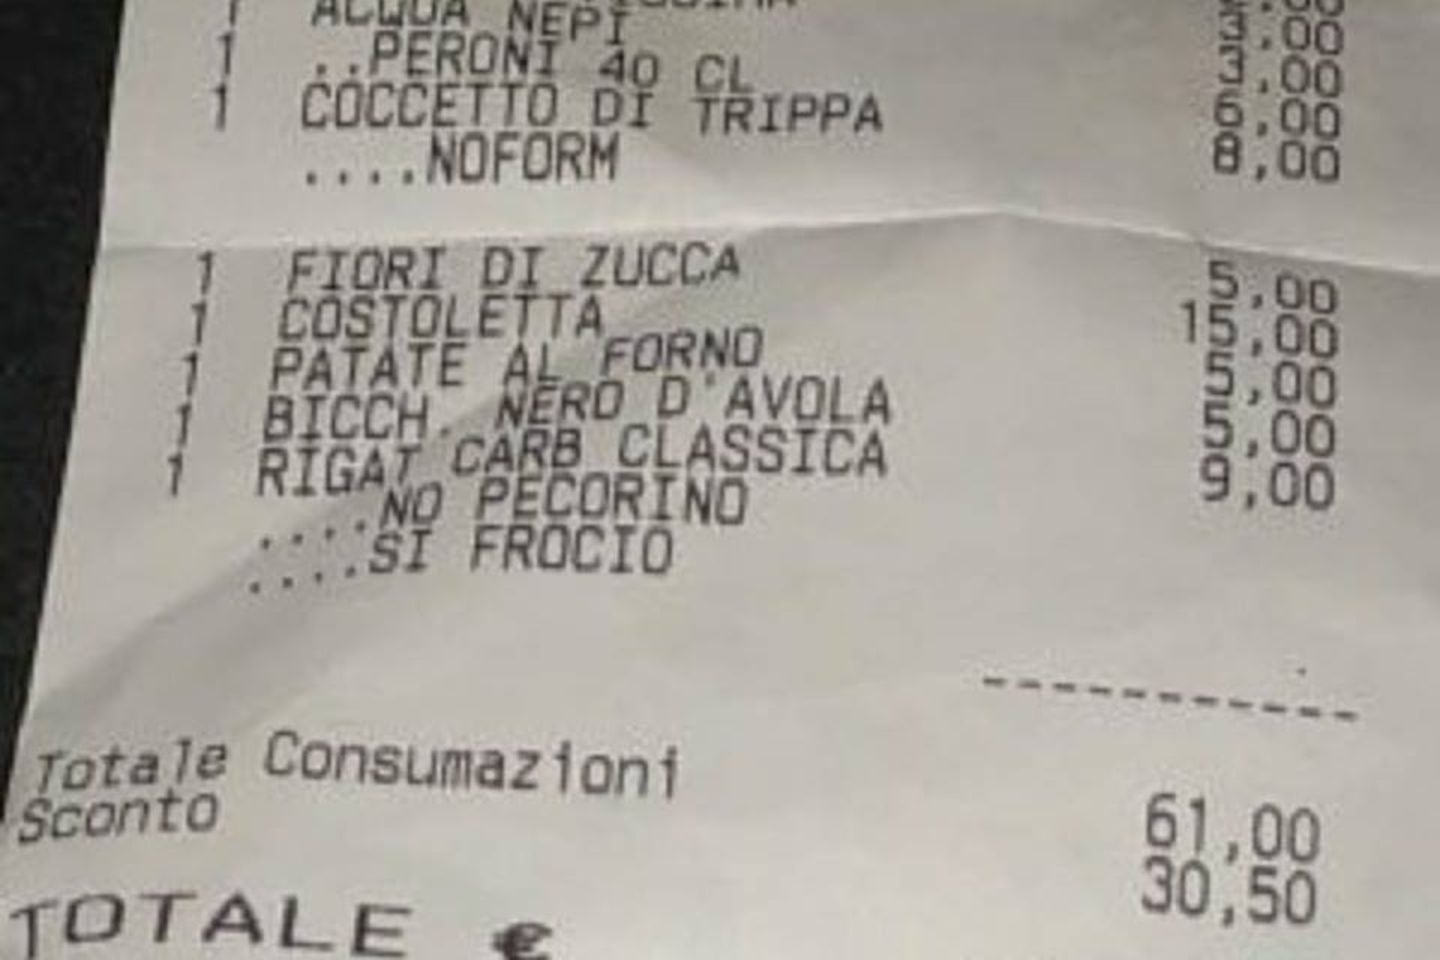 1 ACQUA NEPI 3,00
1 ..PERONI 40 CL 3,00
1 COCCETTO DI TRIPPA 6,00
....NOFORM 8,00
1 FIORI DI ZUCCA 5,00
1 COSTOLETTA 15,00
1 PATATE AL FORNO 5,00
1 BICCH. NERO D'AVOLA 5,00
1 RIGAT CARB CLASSICA 9,00
....NO PECORINO
....SI FROCIO
-----------
Totale Consumazioni 61,00
Sconto 30,50
TOTALE €